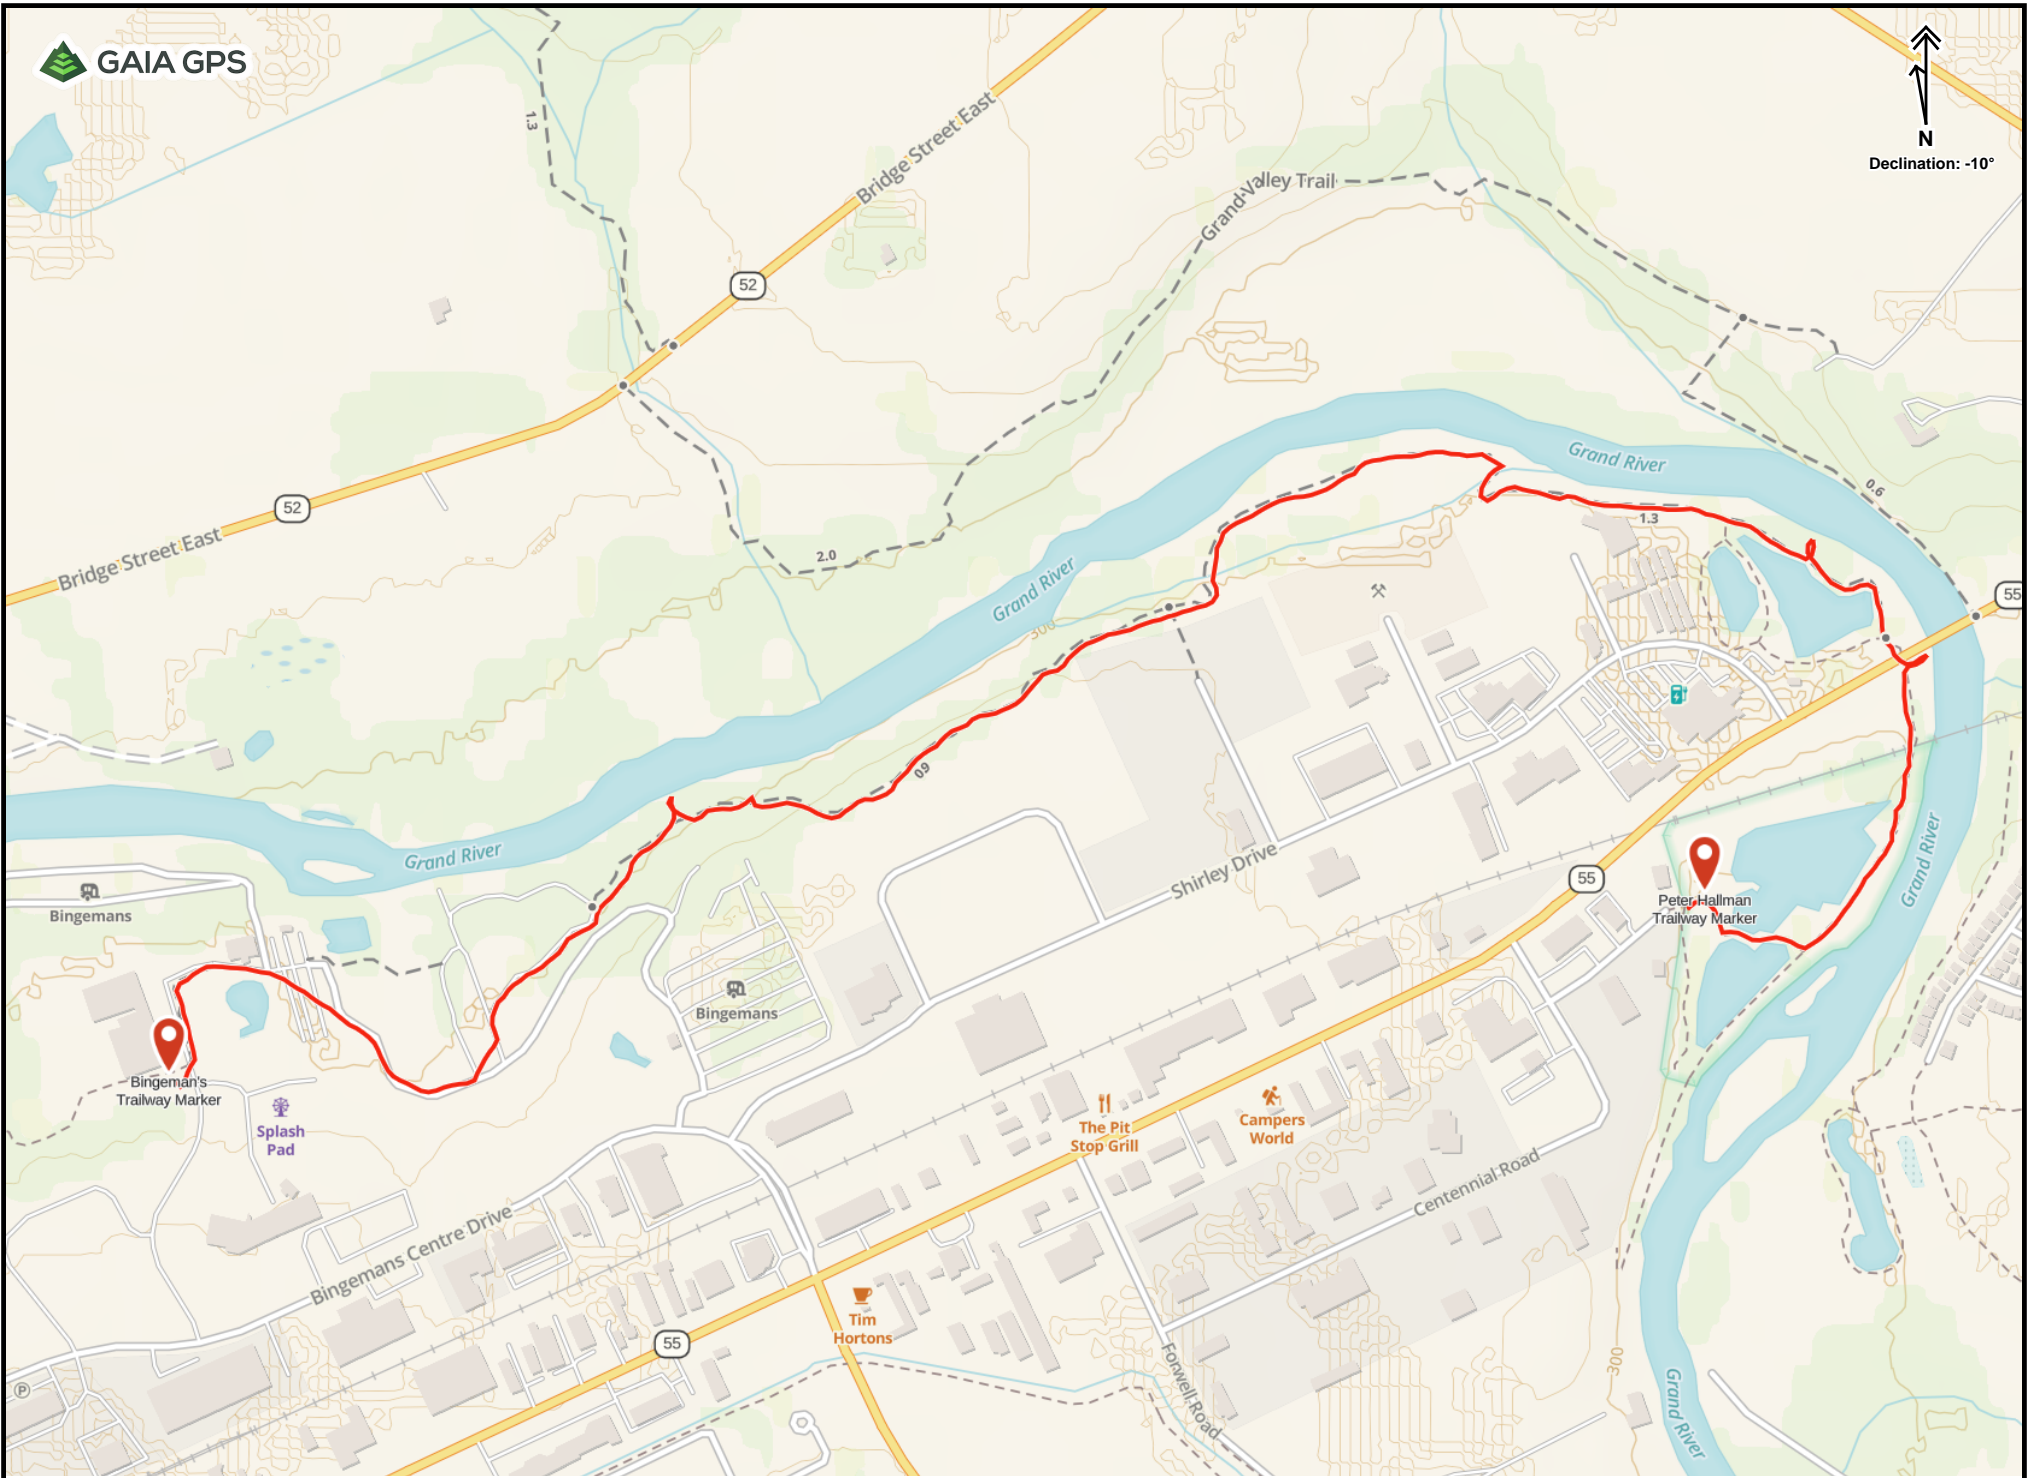 GAIA GPS
N
Declination: -10°
1.3
Bridge Street East
Grand Valley Trail
52
52
Bridge Street East
Grand River
0.6
1.3
2.0
Grand River
300
55
09
Grand River
Grand River
Shirley Drive
55
Peter Hallman
Trailway Marker
Bingemans
Bingemans
Bingeman's
Trailway Marker
Splash
Pad
The Pit
Stop Grill
Campers
World
Centennial Road
Bingemans Centre Drive
Tim
Hortons
55
Forwell Road
300
Grand River
P